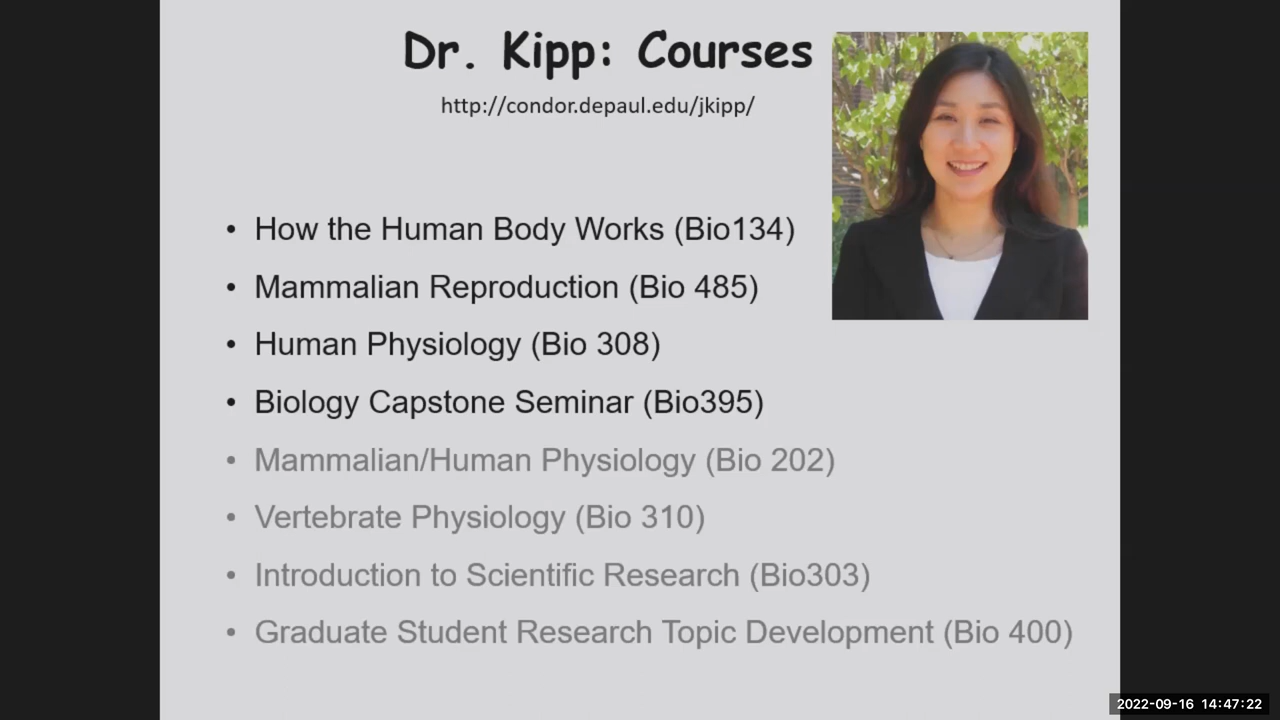 Dr. Kipp: Courses
http://condor.depaul.edu/jkipp/
• How the Human Body Works (Bio134)
• Mammalian Reproduction (Bio 485)
• Human Physiology (Bio 308)
• Biology Capstone Seminar (Bio395)
• Mammalian/Human Physiology (Bio 202)
• Vertebrate Physiology (Bio 310)
• Introduction to Scientific Research (Bio303)
• Graduate Student Research Topic Development (Bio 400)
2022-09-16 14:47:22